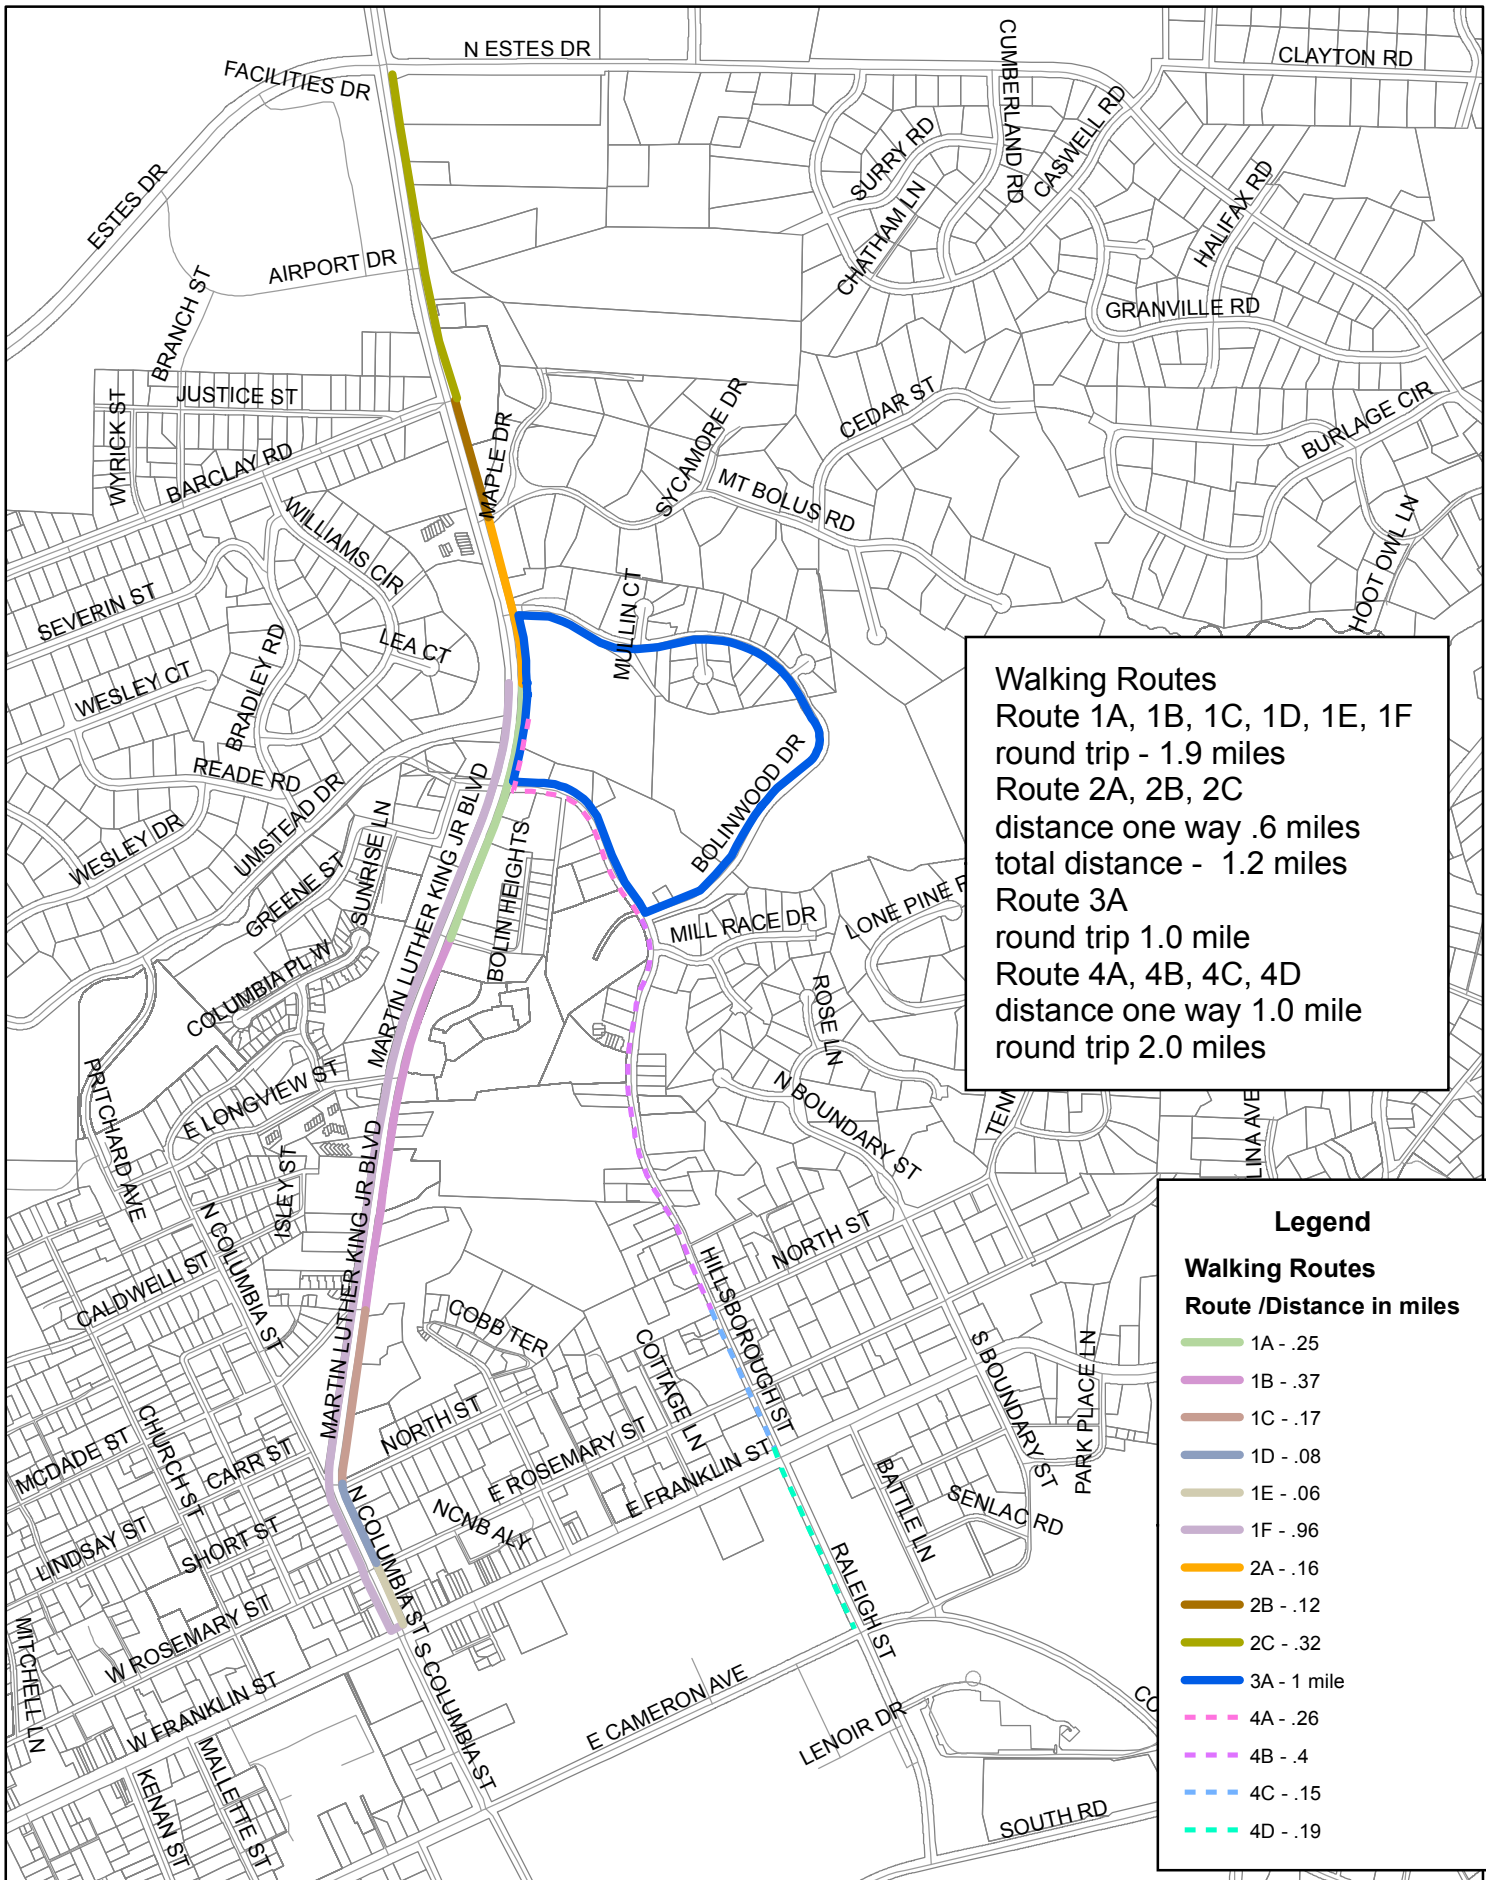 N ESTES DR
CLAYTON RD
FACILITIES DR
CUMBERLAND RD
CASWELL RD
SURRY RD
ESTES DR
CHATHAM LN
HALIFAX RD
AIRPORT DR
BRANCH ST
GRANVILLE RD
JUSTICE ST
WYRICK ST
MAPLE DR
SYCAMORE DR
CEDAR ST
BURLAGE CIR
BARCLAY RD
MT BOLUS RD
WILLIAMS CIR
HOOT OWL LN
SEVERIN ST
MULLIN CT
LEA CT
BRADLEY RD
WESLEY CT
READE RD
UMSTEAD DR
MARTIN LUTHER KING JR BLVD
BOLINWOOD DR
WESLEY DR
SUNRISE LN
GREENE ST
BOLIN HEIGHTS
MILL RACE DR
LONE PINE R
COLUMBIA PL W
ROSE LN
PRITCHARD AVE
E LONGVIEW ST
N BOUNDARY ST
TEN
LINA AVE
ISLEY ST
MARTIN LUTHER KING JR BLVD
N COLUMBIA ST
CALDWELL ST
NORTH ST
HILLSBOROUGH ST
COBB TER
COTTAGE LN
S BOUNDARY ST
PARK PLACE LN
MARTIN LUTHER KING JR BLVD
NORTH ST
CHURCH ST
MCDADE ST
CARR ST
E ROSEMARY ST
E FRANKLIN ST
BATTLE LN
SENLAC RD
N COLUMBIA ST
NCNB ALY
LINDSAY ST
SHORT ST
RALEIGH ST
W ROSEMARY ST
MITCHELL LN
W FRANKLIN ST
S COLUMBIA ST
E CAMERON AVE
LENOIR DR
CO
MALLETTE ST
KENAN ST
SOUTH RD
Walking Routes
Route 1A, 1B, 1C, 1D, 1E, 1F
round trip - 1.9 miles
Route 2A, 2B, 2C
distance one way .6 miles
total distance - 1.2 miles
Route 3A
round trip 1.0 mile
Route 4A, 4B, 4C, 4D
distance one way 1.0 mile
round trip 2.0 miles
Legend
Walking Routes
Route /Distance in miles
1A - .25
1B - .37
1C - .17
1D - .08
1E - .06
1F - .96
2A - .16
2B - .12
2C - .32
3A - 1 mile
4A - .26
4B - .4
4C - .15
4D - .19